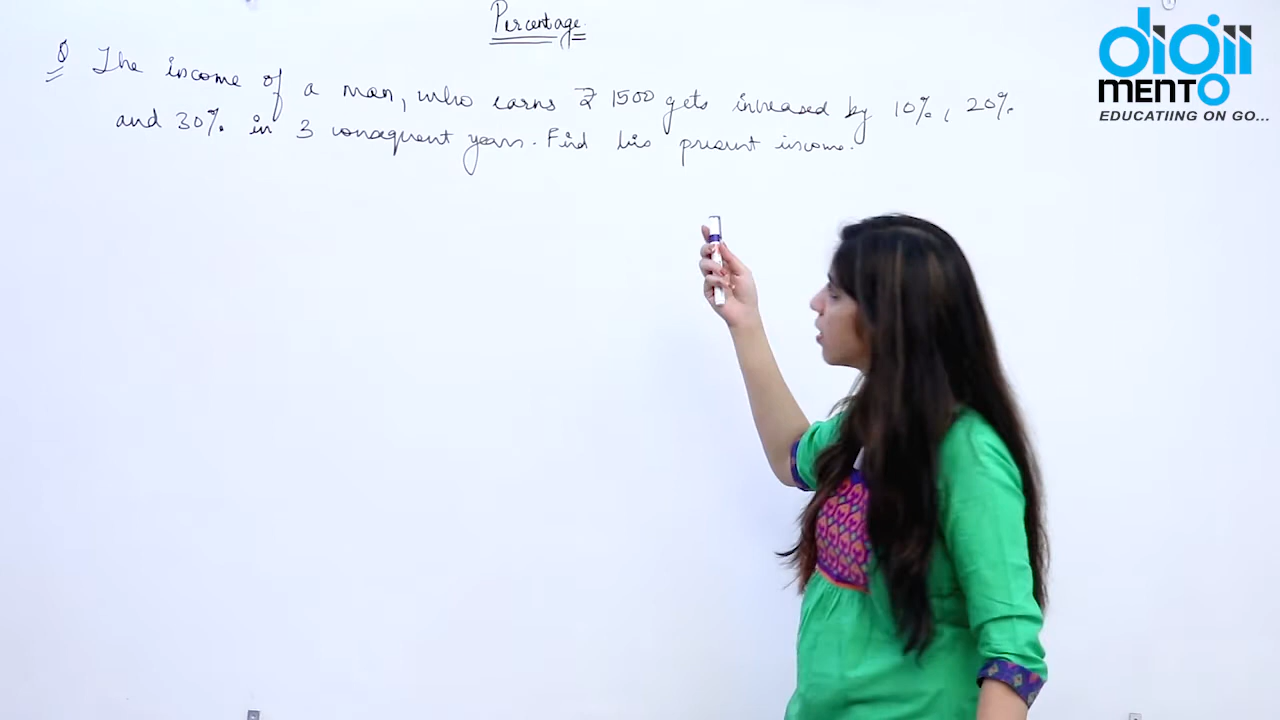 Percentage.
Q The income of a man, who earns ₹ 1500 gets increased by 10%, 20%
and 30% in 3 consequent years. Find his present income.
digii
MENTO
EDUCATIING ON GO...